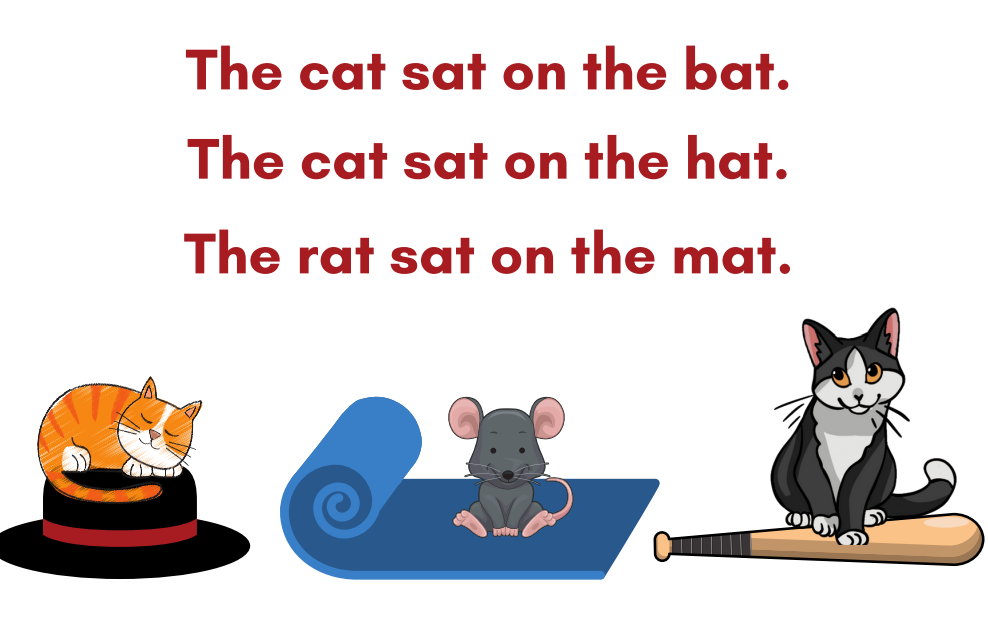 The cat sat on the bat.
The cat sat on the hat.
The rat sat on the mat.